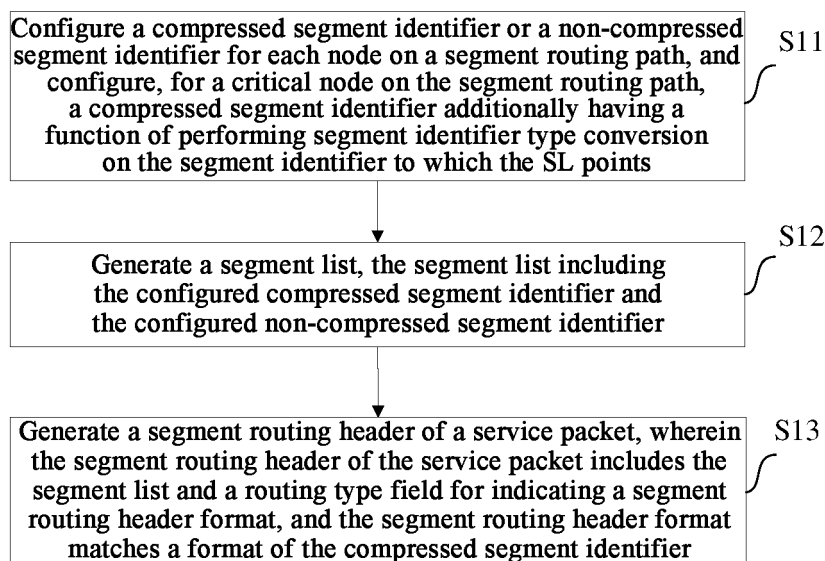 Configure a compressed segment identifier or a non-compressed
segment identifier for each node on a segment routing path, and
configure, for a critical node on the segment routing path,
a compressed segment identifier additionally having a
function of performing segment identifier type conversion
on the segment identifier to which the SL points
S11
Generate a segment list, the segment list including
the configured compressed segment identifier and
the configured non-compressed segment identifier
S12
Generate a segment routing header of a service packet, wherein
the segment routing header of the service packet includes the
segment list and a routing type field for indicating a segment
routing header format, and the segment routing header format
matches a format of the compressed segment identifier
S13